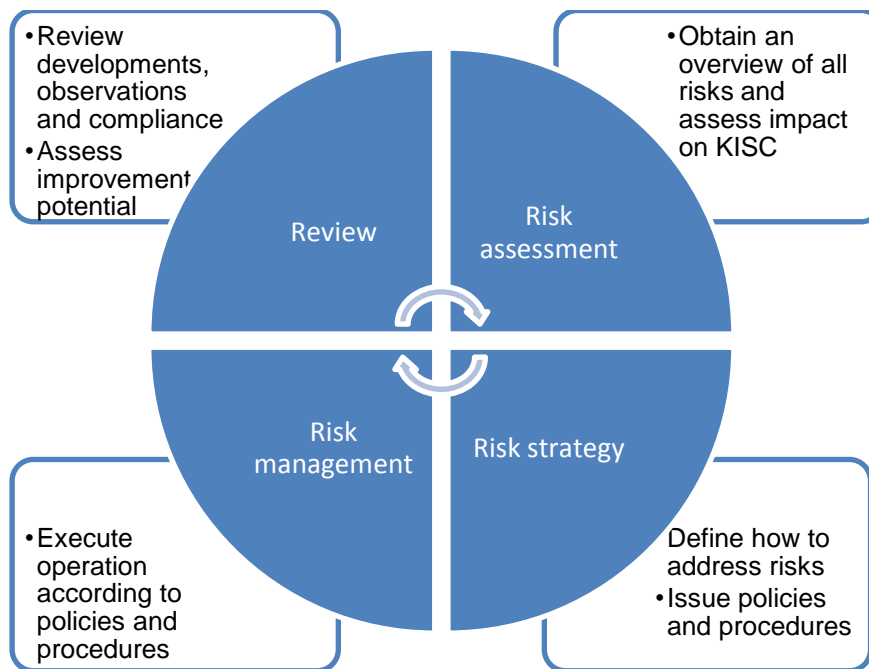 •Review
developments,
observations
and compliance
•Assess
improvement
potential
•Obtain an
overview of all
risks and
assess impact
on KISC
Review
Risk
assessment
Risk
management
Risk strategy
•Execute
operation
according to
policies and
procedures
Define how to
address risks
•Issue policies
and procedures